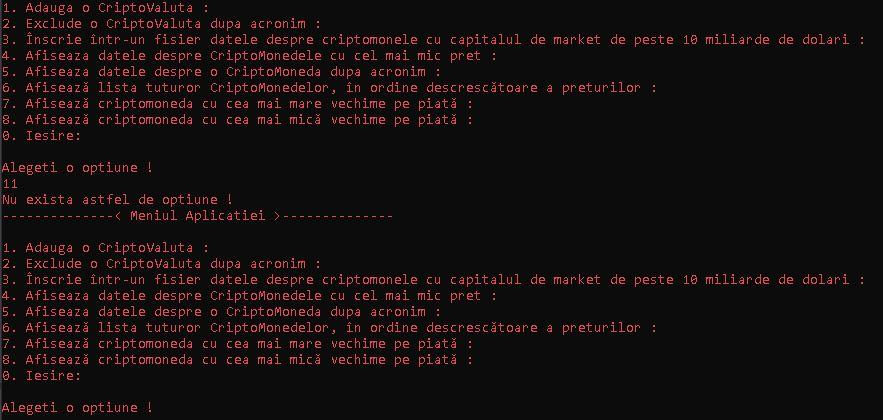 1. Adauga o CriptoValuta :
2. Exclude o CriptoValuta dupa acronim :
3. Înscrie într-un fisier datele despre criptomonele cu capitalul de market de peste 10 miliarde de dolari :
4. Afiseaza datele despre CriptoMonedele cu cel mai mic pret :
5. Afiseaza datele despre o CriptoMoneda dupa acronim :
6. Afisează lista tuturor CriptoMonedelor, în ordine descrescătoare a preturilor :
7. Afisează criptomoneda cu cea mai mare vechime pe piată :
8. Afisează criptomoneda cu cea mai mică vechime pe piată :
0. Iesire:
Alegeti o optiune !
11
Nu exista astfel de optiune !
--------------< Meniul Aplicatiei >--------------
1. Adauga o CriptoValuta :
2. Exclude o CriptoValuta dupa acronim :
3. Înscrie într-un fisier datele despre criptomonele cu capitalul de market de peste 10 miliarde de dolari :
4. Afiseaza datele despre CriptoMonedele cu cel mai mic pret :
5. Afiseaza datele despre o CriptoMoneda dupa acronim :
6. Afisează lista tuturor CriptoMonedelor, în ordine descrescătoare a preturilor :
7. Afisează criptomoneda cu cea mai mare vechime pe piată :
8. Afisează criptomoneda cu cea mai mică vechime pe piată :
0. Iesire:
Alegeti o optiune !